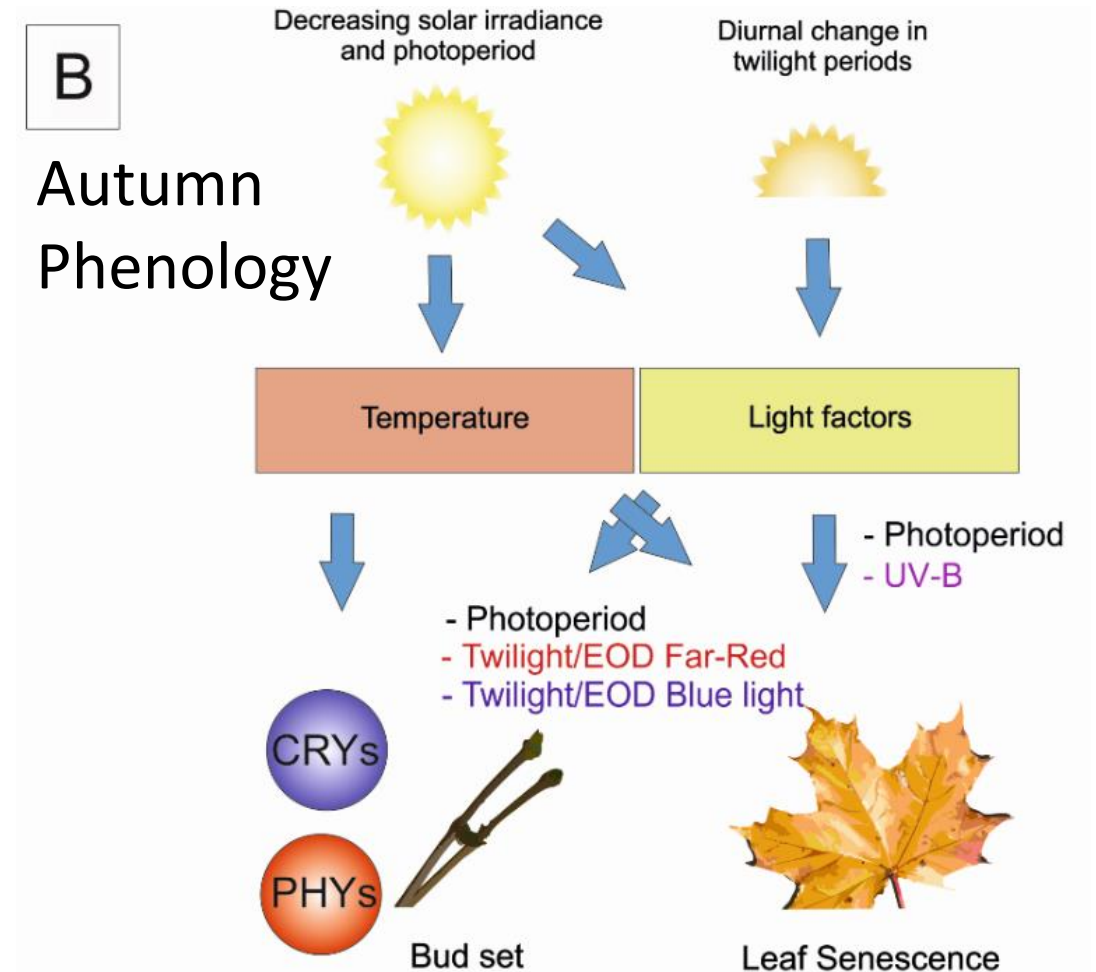 B
Autumn
Phenology
Decreasing solar irradiance
and photoperiod
Diurnal change in
twilight periods
Temperature
Light factors
- Photoperiod
- UV-B
- Photoperiod
- Twilight/EOD Far-Red
- Twilight/EOD Blue light
CRYs
PHYs
Bud set
Leaf Senescence